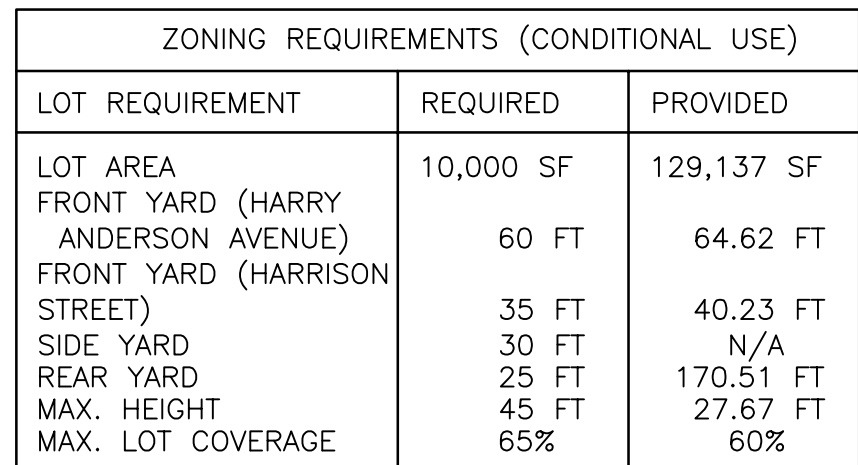 ZONING REQUIREMENTS (CONDITIONAL USE)
LOT REQUIREMENT REQUIRED PROVIDED
LOT AREA 10,000 SF 129,137 SF
FRONT YARD (HARRY
ANDERSON AVENUE) 60 FT 64.62 FT
FRONT YARD (HARRISON
STREET) 35 FT 40.23 FT
SIDE YARD 30 FT N/A
REAR YARD 25 FT 170.51 FT
MAX. HEIGHT 45 FT 27.67 FT
MAX. LOT COVERAGE 65% 60%